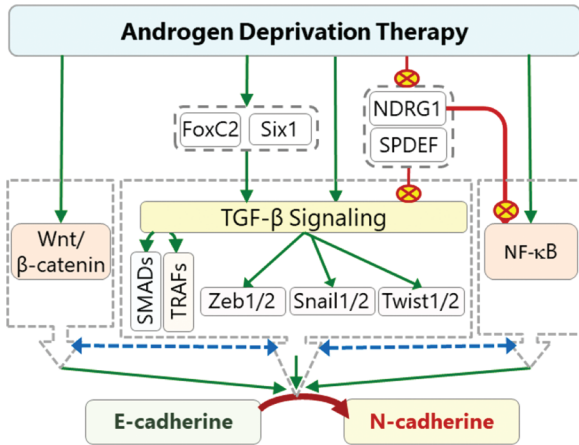 Androgen Deprivation Therapy
FoxC2
Six1
NDRG1
SPDEF
TGF-β Signaling
Wnt/
β-catenin
SMADs
TRAFs
Zeb1/2
Snail1/2
Twist1/2
NF-κB
E-cadherine
N-cadherine